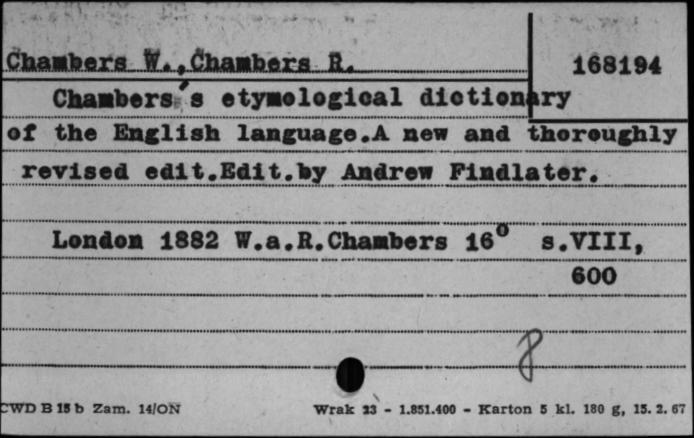 Chambers W.,Chambers R.
168194
Chambers's etymological dictionary
of the English language.A new and thoroughly
revised edit.Edit.by Andrew Findlater.
London 1882 W.a.R.Chambers 16° s.VIII,
600
8
CWD B 15 b Zam. 14/ON
Wrak 23 - 1.851.400 - Karton 5 kl. 180 g, 15. 2. 67